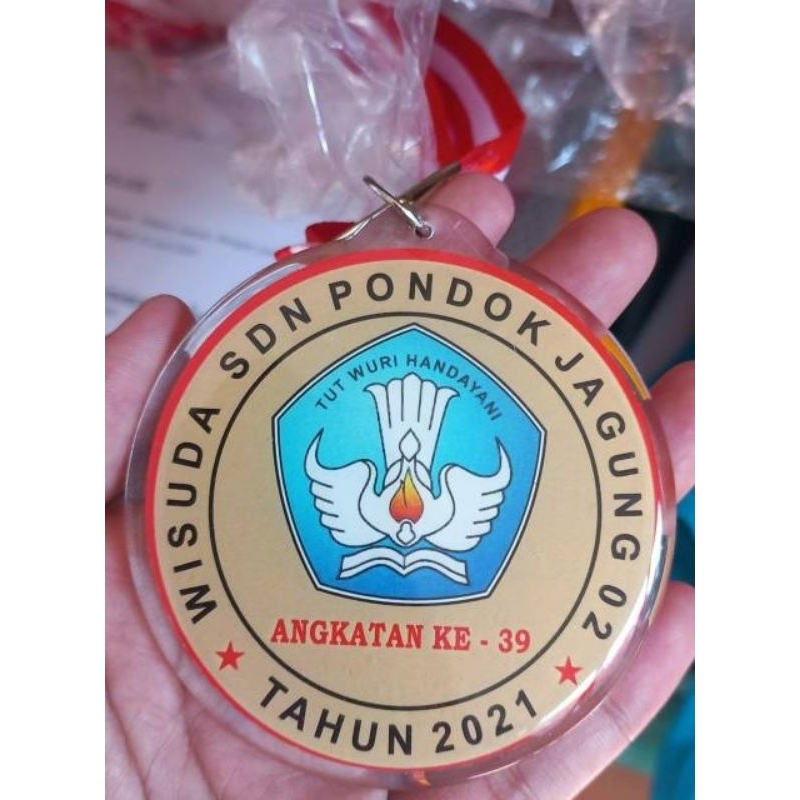 WISUDA SDN PONDOK JAGUNG 02
TUT WURI HANDAYANI
ANGKATAN KE - 39
TAHUN 2021